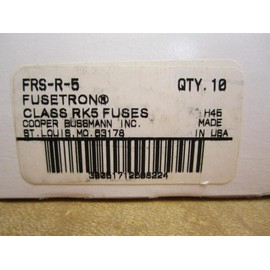 FRS-R-5 QTY. 10
FUSETRON®
CLASS RK5 FUSES H46
COOPER BUSSMANN INC. MADE
ST. LOUIS, MO. 63178 IN USA